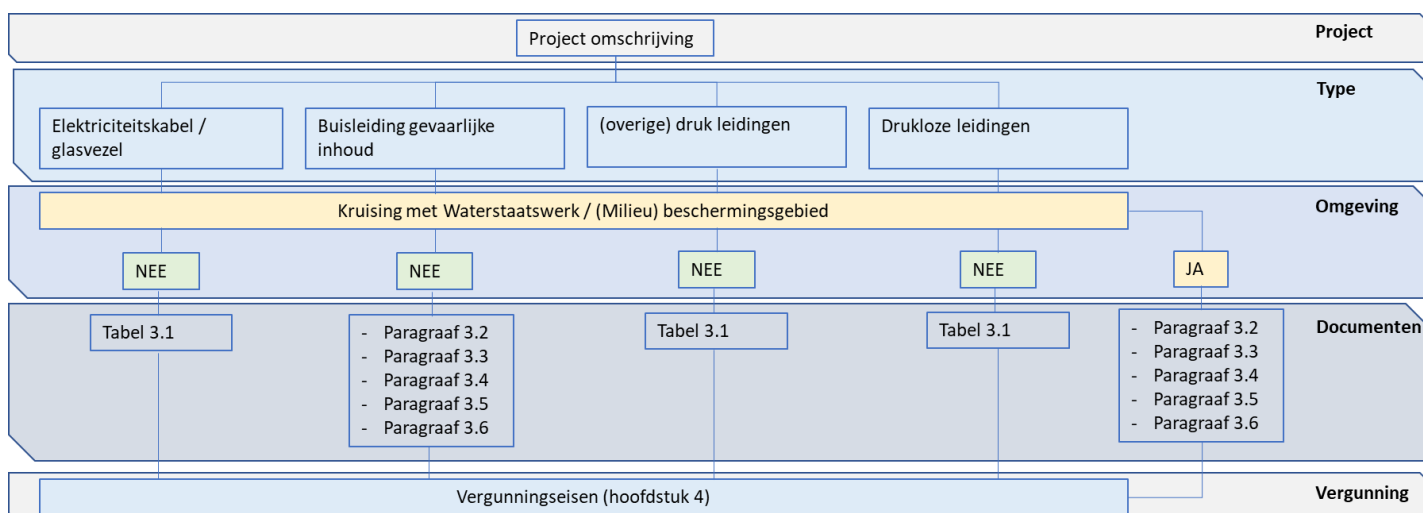 Project omschrijving
Project
Type
Elektriciteitskabel /
glasvezel
Buisleiding gevaarlijke
inhoud
(overige) druk leidingen
Drukloze leidingen
Kruising met Waterstaatswerk / (Milieu) beschermingsgebied
Omgeving
NEE
NEE
NEE
NEE
JA
Documenten
Tabel 3.1
- Paragraaf 3.2
- Paragraaf 3.3
- Paragraaf 3.4
- Paragraaf 3.5
- Paragraaf 3.6
Tabel 3.1
Tabel 3.1
- Paragraaf 3.2
- Paragraaf 3.3
- Paragraaf 3.4
- Paragraaf 3.5
- Paragraaf 3.6
Vergunningseisen (hoofdstuk 4)
Vergunning